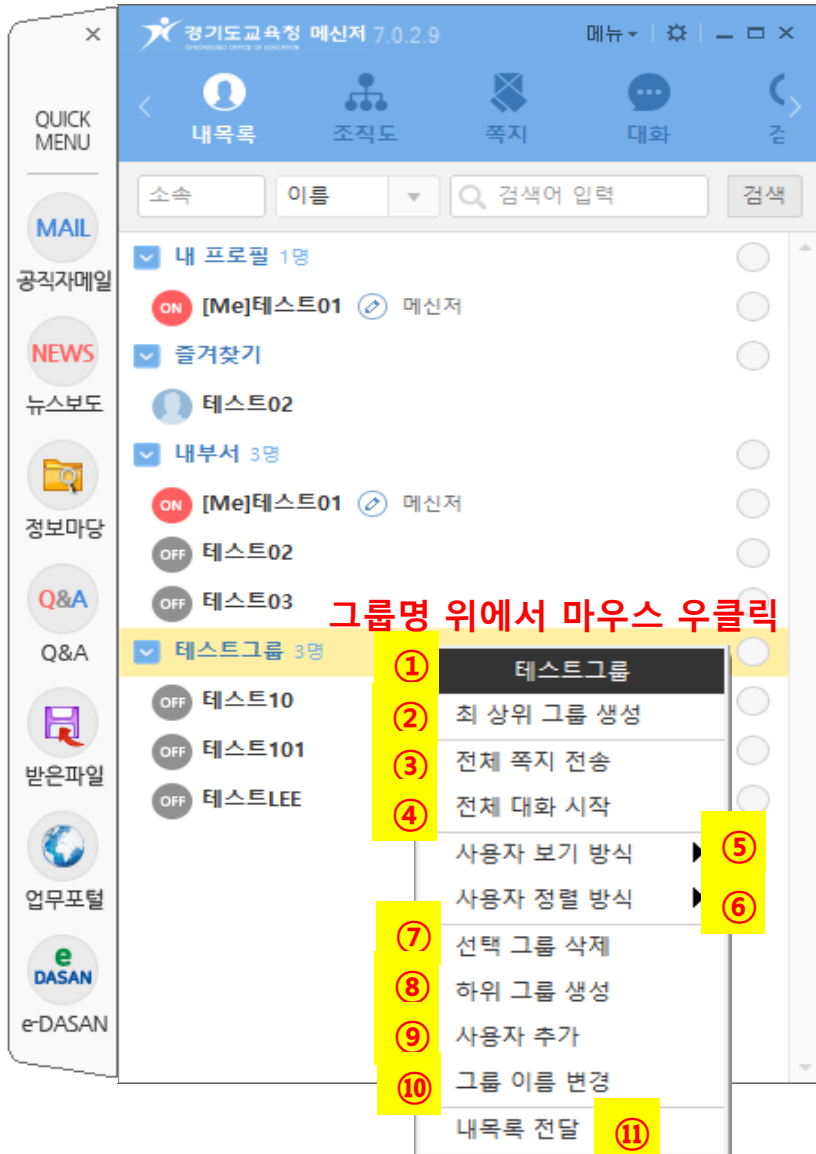 ×
QUICK
MENU
MAIL
공직자메일
NEWS
뉴스보도
정보마당
Q&A
Q&A
받은파일
업무포털
e
DASAN
e-DASAN
경기도교육청 메신저 7.0.2.9
메뉴
내목록 조직도 쪽지 대화
소속 이름 검색어 입력 검색
내 프로필 1명
ON [Me]테스트01 메신저
즐겨찾기
테스트02
내부서 3명
ON [Me]테스트01 메신저
OFF 테스트02
OFF 테스트03
그룹명 위에서 마우스 우클릭
테스트그룹 3명
OFF 테스트10
OFF 테스트101
OFF 테스트LEE
① 테스트그룹
② 최 상위 그룹 생성
③ 전체 쪽지 전송
④ 전체 대화 시작
사용자 보기 방식 ⑤
사용자 정렬 방식 ⑥
⑦ 선택 그룹 삭제
⑧ 하위 그룹 생성
⑨ 사용자 추가
⑩ 그룹 이름 변경
내목록 전달 ⑪